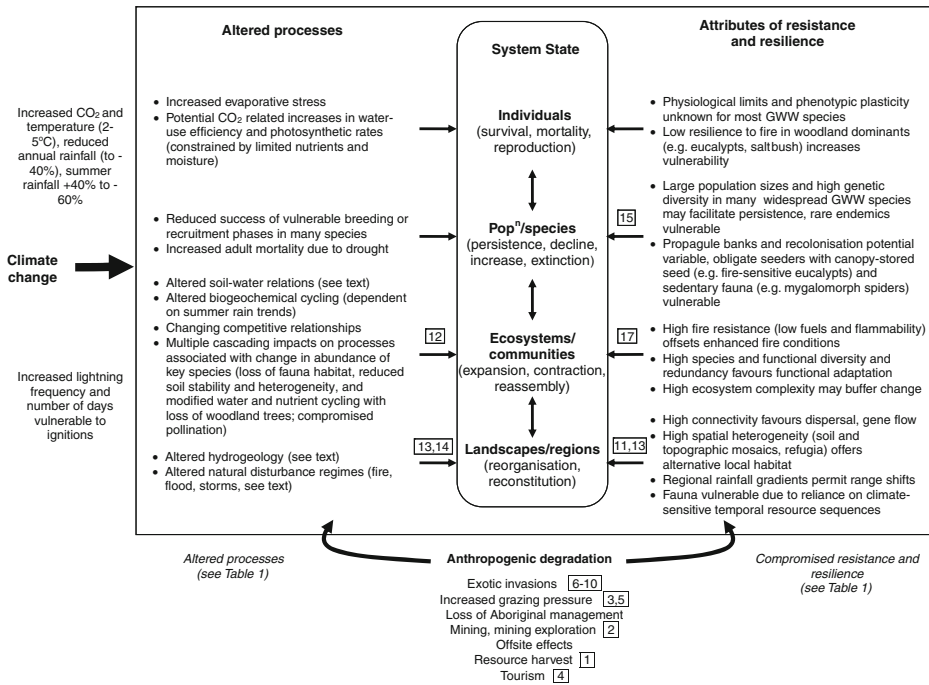 Altered processes
System State
Attributes of resistance
and resilience
Increased CO₂ and
temperature (2-
5ºC), reduced
annual rainfall (to -
40%), summer
rainfall +40% to -
60%
Climate
change
Increased lightning
frequency and
number of days
vulnerable to
ignitions
• Increased evaporative stress
• Potential CO₂ related increases in water-
use efficiency and photosynthetic rates
(constrained by limited nutrients and
moisture)
• Reduced success of vulnerable breeding or
recruitment phases in many species
• Increased adult mortality due to drought
• Altered soil-water relations (see text)
• Altered biogeochemical cycling (dependent
on summer rain trends)
• Changing competitive relationships
• Multiple cascading impacts on processes
associated with change in abundance of
key species (loss of fauna habitat, reduced
soil stability and heterogeneity, and
modified water and nutrient cycling with
loss of woodland trees; compromised
pollination)
• Altered hydrogeology (see text)
• Altered natural disturbance regimes (fire,
flood, storms, see text)
12
13,14
Individuals
(survival, mortality,
reproduction)
Popⁿ/species
(persistence, decline,
increase, extinction)
Ecosystems/
communities
(expansion, contraction,
reassembly)
Landscapes/regions
(reorganisation,
reconstitution)
15
17
11,13
• Physiological limits and phenotypic plasticity
unknown for most GWW species
• Low resilience to fire in woodland dominants
(e.g. eucalypts, saltbush) increases
vulnerability
• Large population sizes and high genetic
diversity in many widespread GWW species
may facilitate persistence, rare endemics
vulnerable
• Propagule banks and recolonisation potential
variable, obligate seeders with canopy-stored
seed (e.g. fire-sensitive eucalypts) and
sedentary fauna (e.g. mygalomorph spiders)
vulnerable
• High fire resistance (low fuels and flammability)
offsets enhanced fire conditions
• High species and functional diversity and
redundancy favours functional adaptation
• High ecosystem complexity may buffer change
• High connectivity favours dispersal, gene flow
• High spatial heterogeneity (soil and
topographic mosaics, refugia) offers
alternative local habitat
• Regional rainfall gradients permit range shifts
• Fauna vulnerable due to reliance on climate-
sensitive temporal resource sequences
Altered processes
(see Table 1)
Anthropogenic degradation
Exotic invasions 6-10
Increased grazing pressure 3,5
Loss of Aboriginal management
Mining, mining exploration 2
Offsite effects
Resource harvest 1
Tourism 4
Compromised resistance and
resilience
(see Table 1)